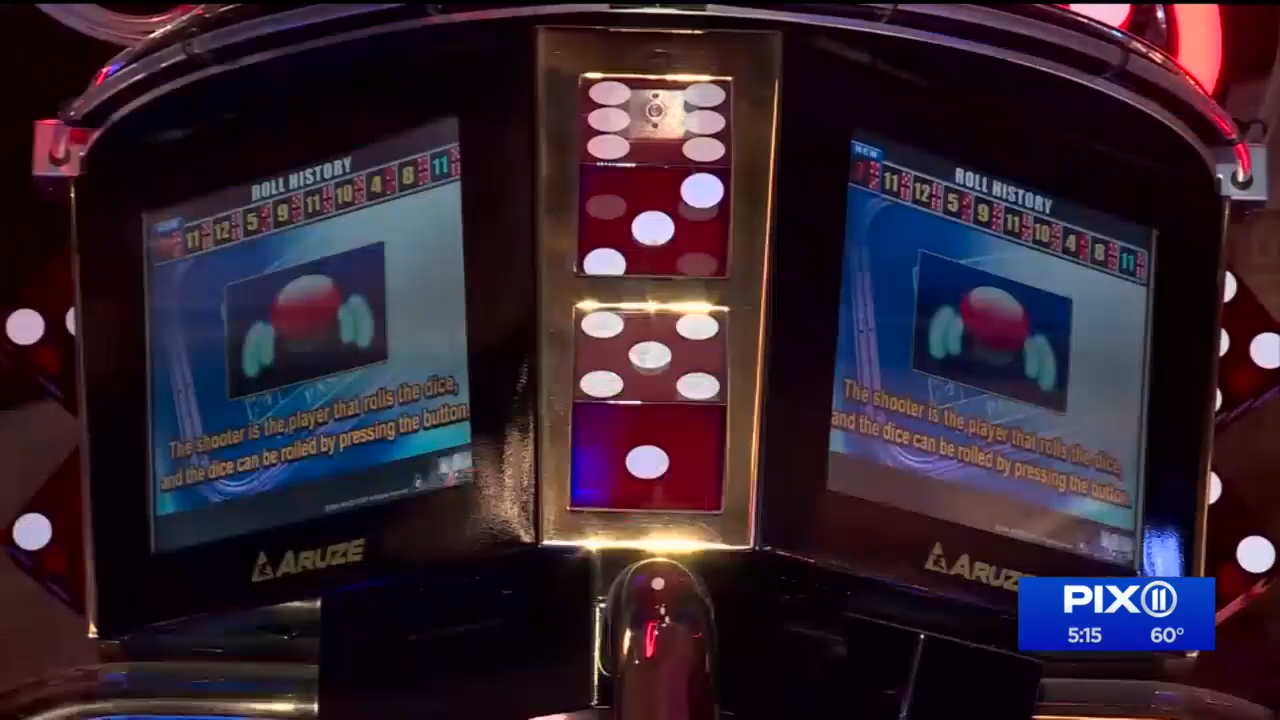 ROLL HISTORY
11 12 5 9 11 10 4 8 11
The shooter is the player that rolls the dice,
and the dice can be rolled by pressing the button.
ARUZE
ROLL HISTORY
11 12 5 9 11 10 4 8 11
The shooter is the player that rolls the dice,
and the dice can be rolled by pressing the button.
ARUZE
PIX11
5:15 60°